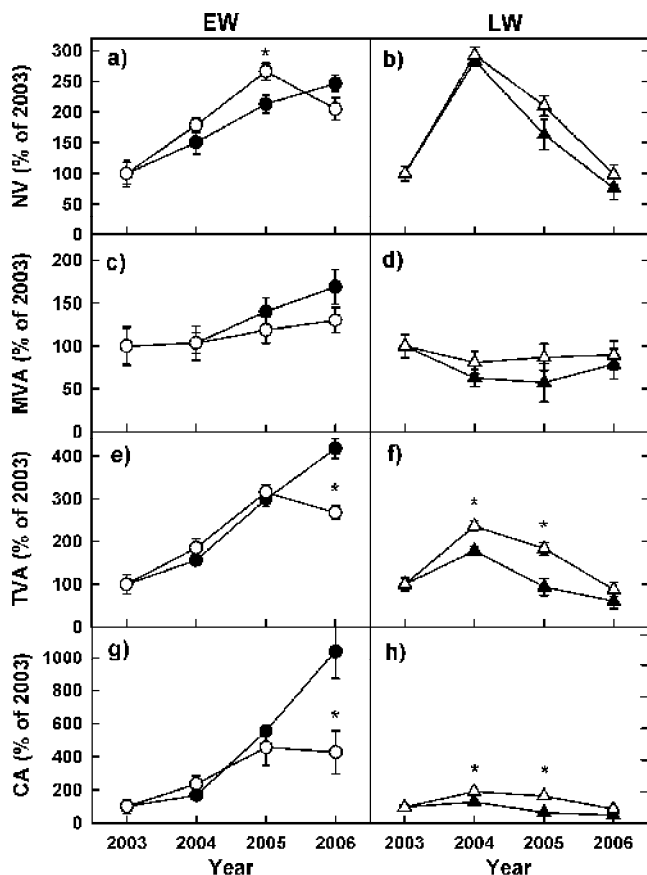 EW LW
a) * b)
300
250
200
150
100
50
0
NV (% of 2003)
c) d)
200
150
100
50
0
MVA (% of 2003)
e) * f) * *
400
300
200
100
0
TVA (% of 2003)
g) * h) * *
1000
800
600
400
200
0
CA (% of 2003)
2003 2004 2005 2006 2003 2004 2005 2006
Year Year